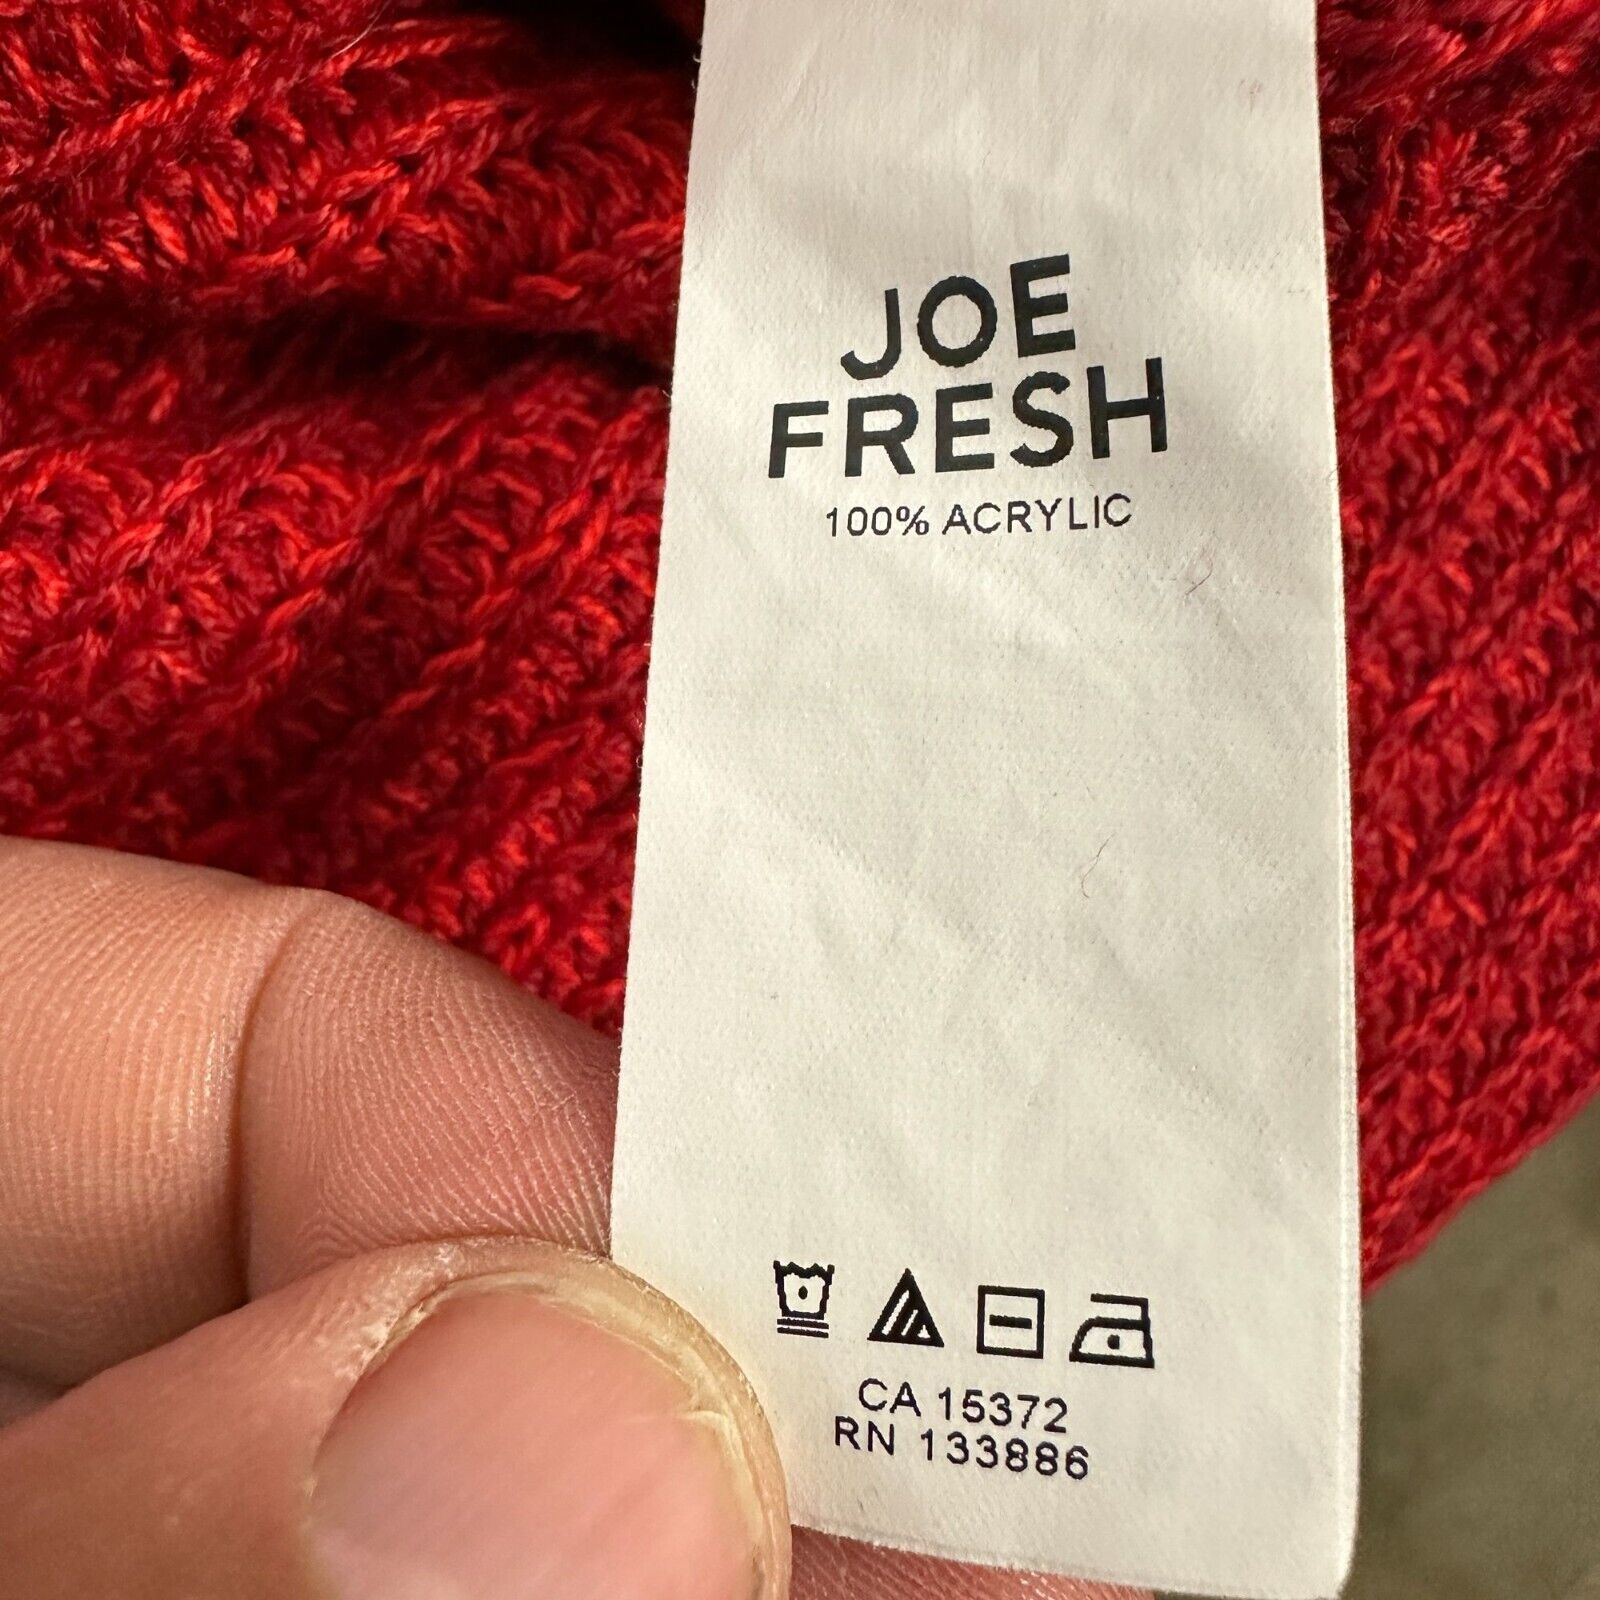 JOE
FRESH
100% ACRYLIC
CA 15372
RN 133886